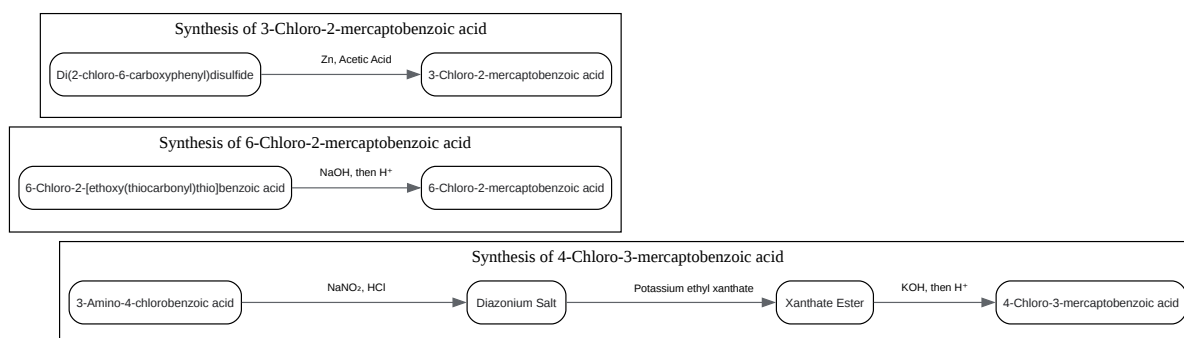 Synthesis of 3-Chloro-2-mercaptobenzoic acid
Di(2-chloro-6-carboxyphenyl)disulfide
Zn, Acetic Acid
3-Chloro-2-mercaptobenzoic acid
Synthesis of 6-Chloro-2-mercaptobenzoic acid
6-Chloro-2-[ethoxy(thiocarbonyl)thio]benzoic acid
NaOH, then H⁺
6-Chloro-2-mercaptobenzoic acid
Synthesis of 4-Chloro-3-mercaptobenzoic acid
3-Amino-4-chlorobenzoic acid
NaNO₂, HCl
Diazonium Salt
Potassium ethyl xanthate
Xanthate Ester
KOH, then H⁺
4-Chloro-3-mercaptobenzoic acid